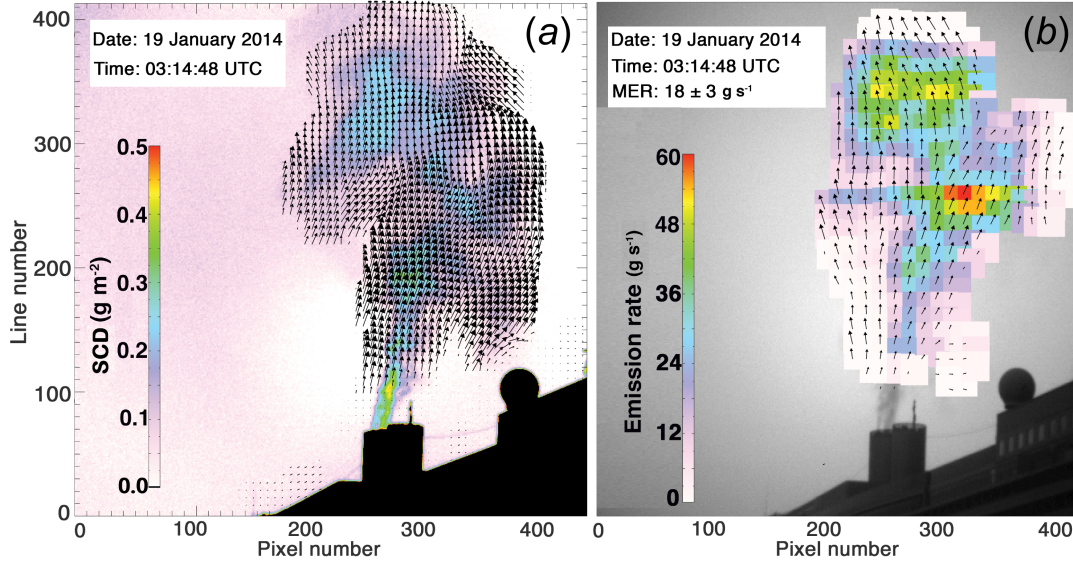 (a)
Date: 19 January 2014
Time: 03:14:48 UTC
400
300
200
100
0
Line number
SCD (g m⁻²)
0.5
0.4
0.3
0.2
0.1
0.0
0
200
300
400
Pixel number
(b)
Date: 19 January 2014
Time: 03:14:48 UTC
MER: 18 ± 3 g s⁻¹
Emission rate (g s⁻¹)
60
48
36
24
12
0
0
100
200
300
400
Pixel number